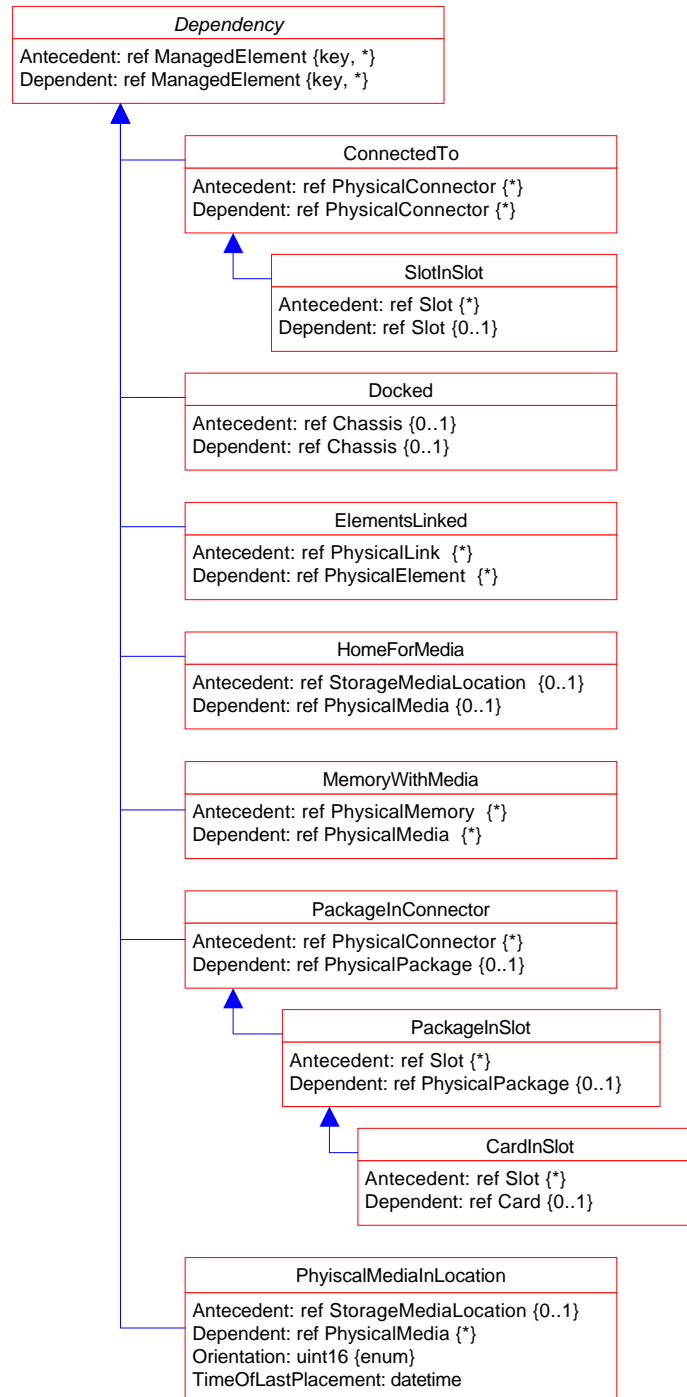 Dependency
Antecedent: ref ManagedElement {key, *}
Dependent: ref ManagedElement {key, *}
ConnectedTo
Antecedent: ref PhysicalConnector {*}
Dependent: ref PhysicalConnector {*}
SlotInSlot
Antecedent: ref Slot {*}
Dependent: ref Slot {0..1}
Docked
Antecedent: ref Chassis {0..1}
Dependent: ref Chassis {0..1}
ElementsLinked
Antecedent: ref PhysicalLink {*}
Dependent: ref PhysicalElement {*}
HomeForMedia
Antecedent: ref StorageMediaLocation {0..1}
Dependent: ref PhysicalMedia {0..1}
MemoryWithMedia
Antecedent: ref PhysicalMemory {*}
Dependent: ref PhysicalMedia {*}
PackageInConnector
Antecedent: ref PhysicalConnector {*}
Dependent: ref PhysicalPackage {0..1}
PackageInSlot
Antecedent: ref Slot {*}
Dependent: ref PhysicalPackage {0..1}
CardInSlot
Antecedent: ref Slot {*}
Dependent: ref Card {0..1}
PhyiscalMediaInLocation
Antecedent: ref StorageMediaLocation {0..1}
Dependent: ref PhysicalMedia {*}
Orientation: uint16 {enum}
TimeOfLastPlacement: datetime